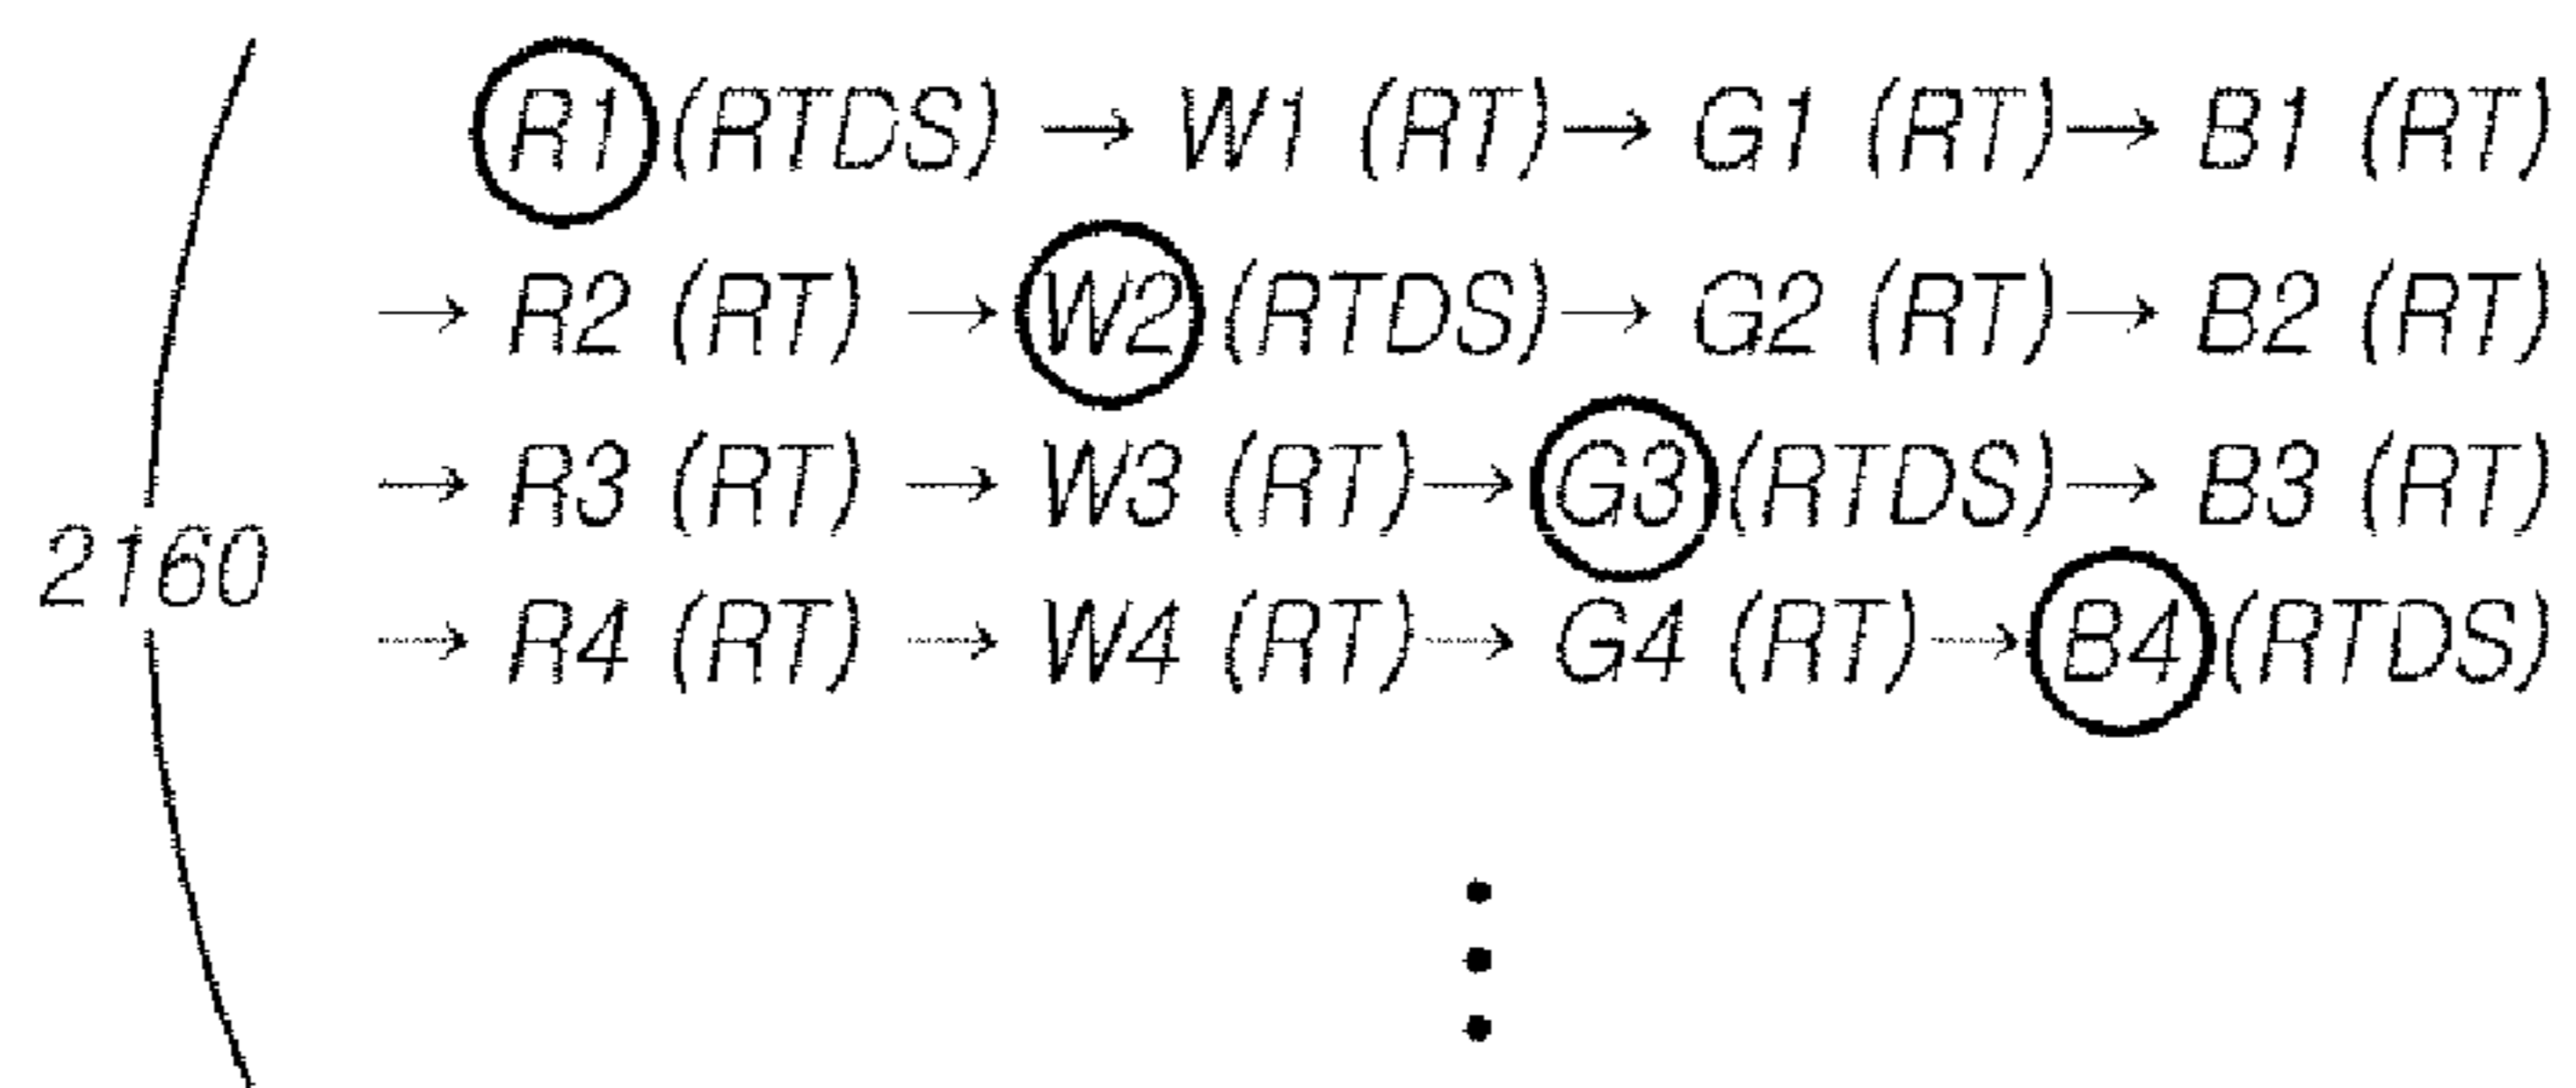 R1 (RTDS) → W1 (RT) → G1 (RT) → B1 (RT)
→ R2 (RT) → W2 (RTDS) → G2 (RT) → B2 (RT)
→ R3 (RT) → W3 (RT) → G3 (RTDS) → B3 (RT)
2160
→ R4 (RT) → W4 (RT) → G4 (RT) → B4 (RTDS)